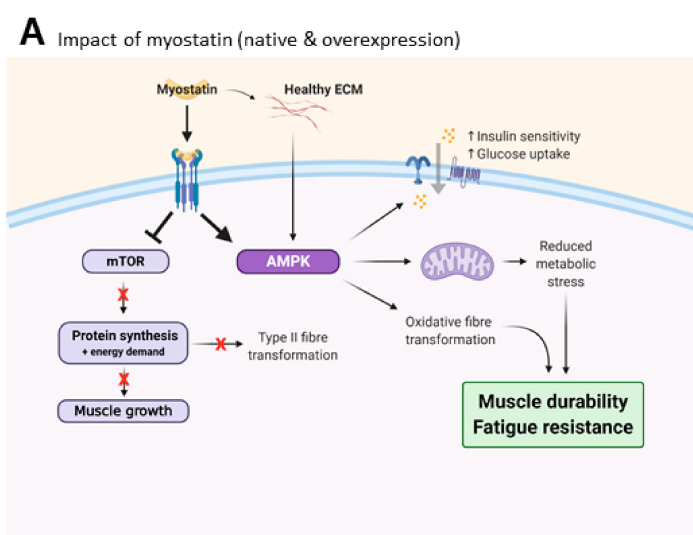 A Impact of myostatin (native & overexpression)
Myostatin
Healthy ECM
↑ Insulin sensitivity
↑ Glucose uptake
mTOR
AMPK
Reduced
metabolic
stress
Protein synthesis
+ energy demand
Type II fibre
transformation
Oxidative fibre
transformation
Muscle growth
Muscle durability
Fatigue resistance